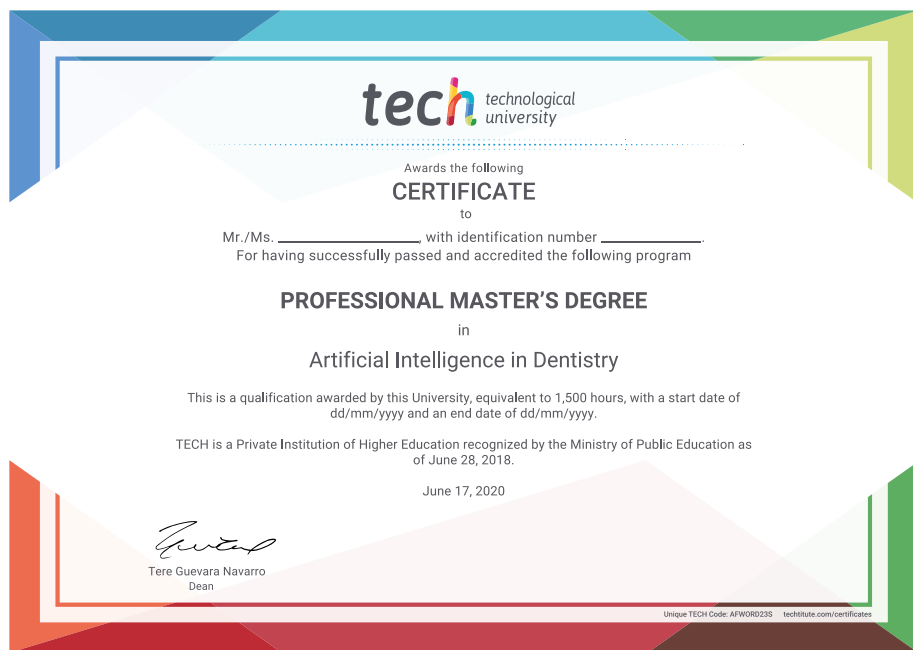 tech technological
university
Awards the following
CERTIFICATE
to
Mr./Ms. ____________________, with identification number ______________.
For having successfully passed and accredited the following program
PROFESSIONAL MASTER'S DEGREE
in
Artificial Intelligence in Dentistry
This is a qualification awarded by this University, equivalent to 1,500 hours, with a start date of
dd/mm/yyyy and an end date of dd/mm/yyyy.
TECH is a Private Institution of Higher Education recognized by the Ministry of Public Education as
of June 28, 2018.
June 17, 2020
Tere Guevara Navarro
Dean
Unique TECH Code: AFWORD23S techtitute.com/certificates